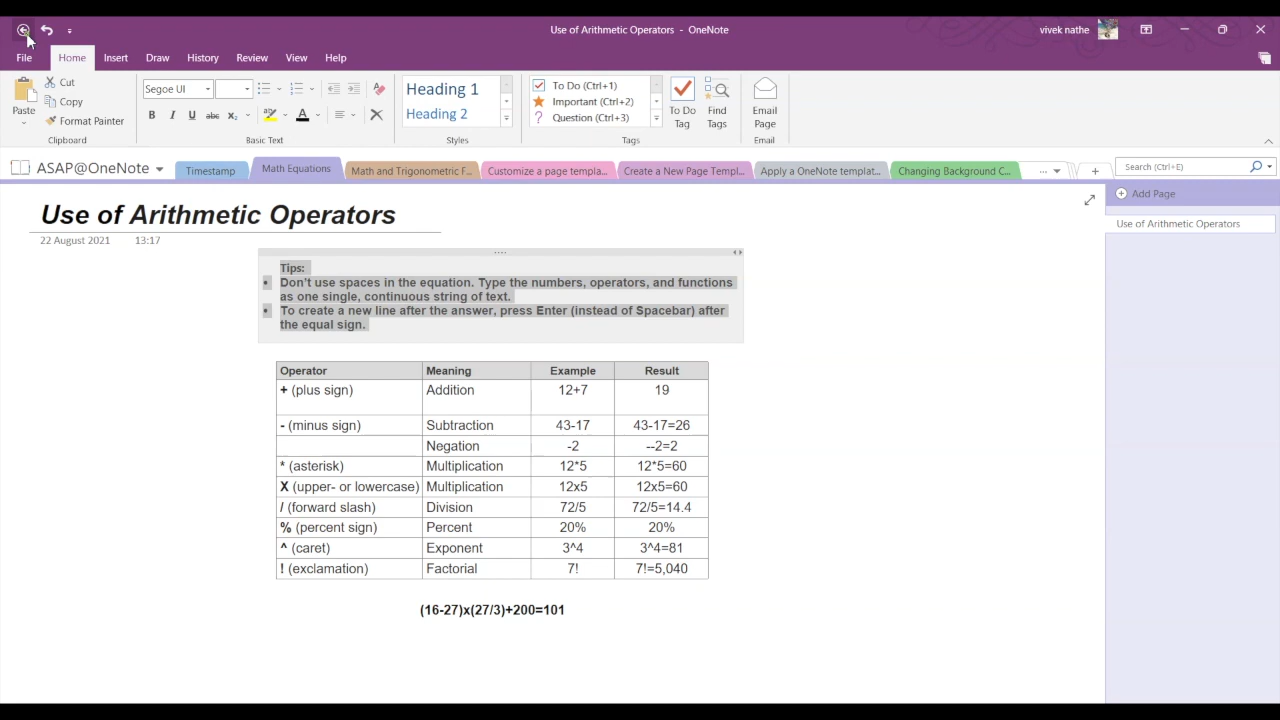 Use of Arithmetic Operators - OneNote
vivek nathe
File Home Insert Draw History Review View Help
Paste
Cut
Copy
Format Painter
Clipboard
Segoe UI
B I U abc X₂ A
Basic Text
Heading 1
Heading 2
Styles
To Do (Ctrl+1)
Important (Ctrl+2)
? Question (Ctrl+3)
To Do Tag
Find Tags
Tags
Email Page
Email
ASAP@OneNote
Timestamp
Math Equations
Math and Trigonometric F...
Customize a page templa...
Create a New Page Templ...
Apply a OneNote templat...
Changing Background C...
...
+
Search (Ctrl+E)
Add Page
Use of Arithmetic Operators
Use of Arithmetic Operators
22 August 2021 13:17
Tips:
• Don't use spaces in the equation. Type the numbers, operators, and functions
as one single, continuous string of text.
• To create a new line after the answer, press Enter (instead of Spacebar) after
the equal sign.
Operator Meaning Example Result
+ (plus sign) Addition 12+7 19
- (minus sign) Subtraction 43-17 43-17=26
Negation -2 --2=2
* (asterisk) Multiplication 12*5 12*5=60
X (upper- or lowercase) Multiplication 12x5 12x5=60
/ (forward slash) Division 72/5 72/5=14.4
% (percent sign) Percent 20% 20%
^ (caret) Exponent 3^4 3^4=81
! (exclamation) Factorial 7! 7!=5,040
(16-27)x(27/3)+200=101